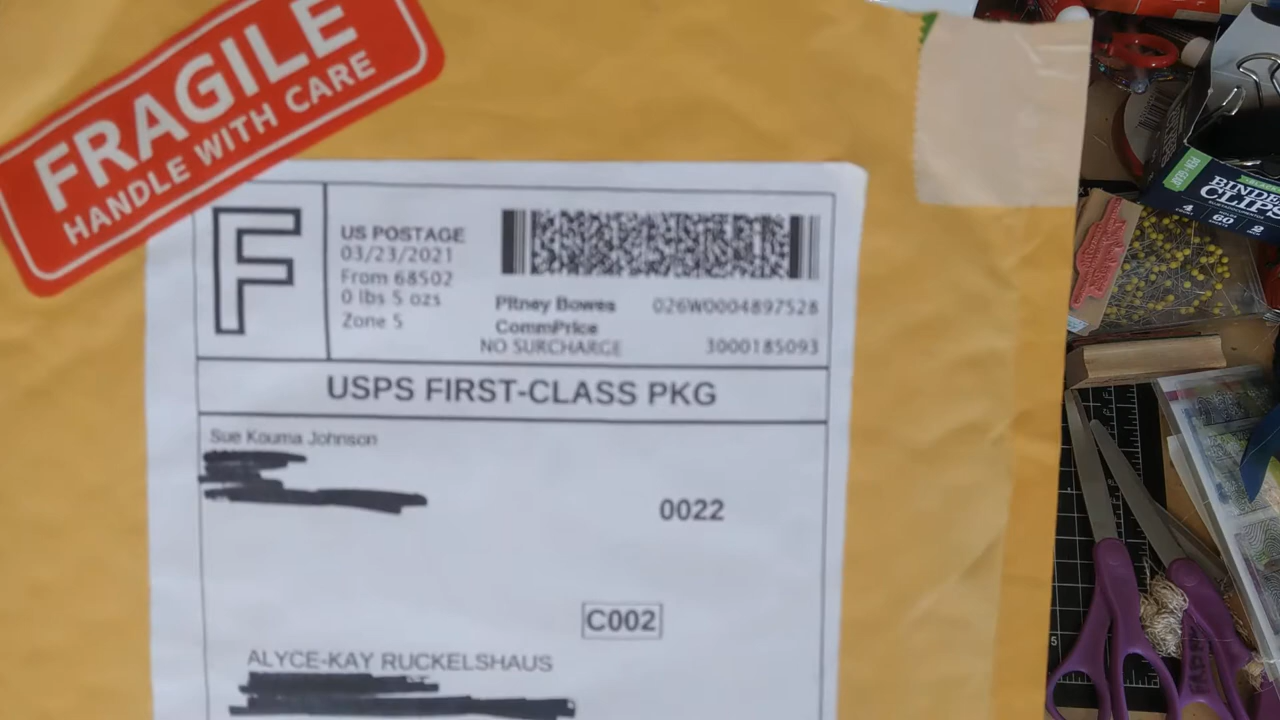 FRAGILE
HANDLE WITH CARE
F
US POSTAGE
03/23/2021
From 68502
0 lbs 5 ozs
Zone 5
Pitney Bowes
CommPrice
NO SURCHARGE
026W0004897528
3000185093
USPS FIRST-CLASS PKG
Sue Kouma Johnson
0022
C002
ALYCE-KAY RUCKELSHAUS
BINDER
CLIPS
60
5